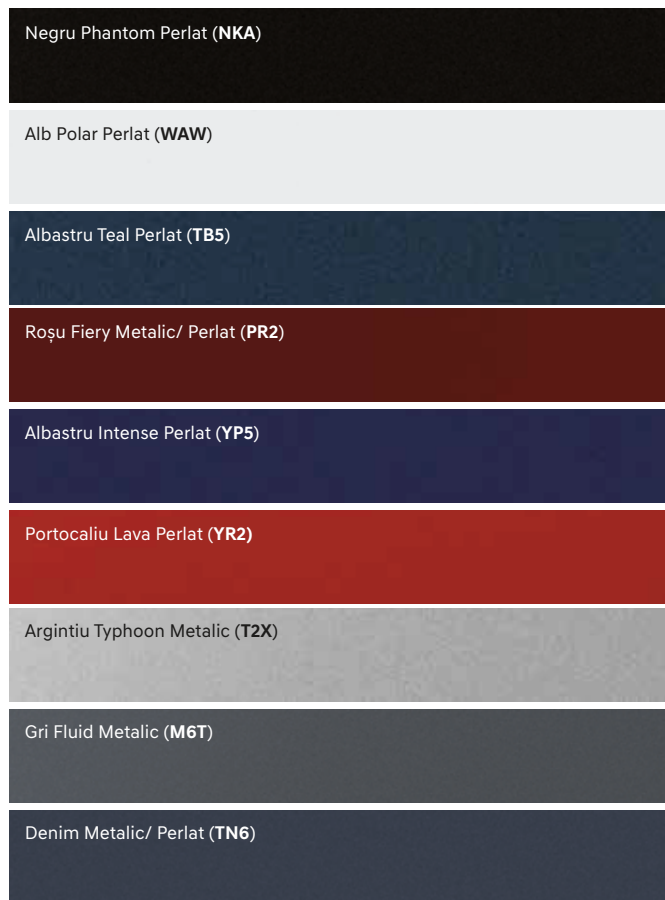 Negru Phantom Perlat (NKA)
Alb Polar Perlat (WAW)
Albastru Teal Perlat (TB5)
Roșu Fiery Metalic/ Perlat (PR2)
Albastru Intense Perlat (YP5)
Portocaliu Lava Perlat (YR2)
Argintiu Typhoon Metalic (T2X)
Gri Fluid Metalic (M6T)
Denim Metalic/ Perlat (TN6)